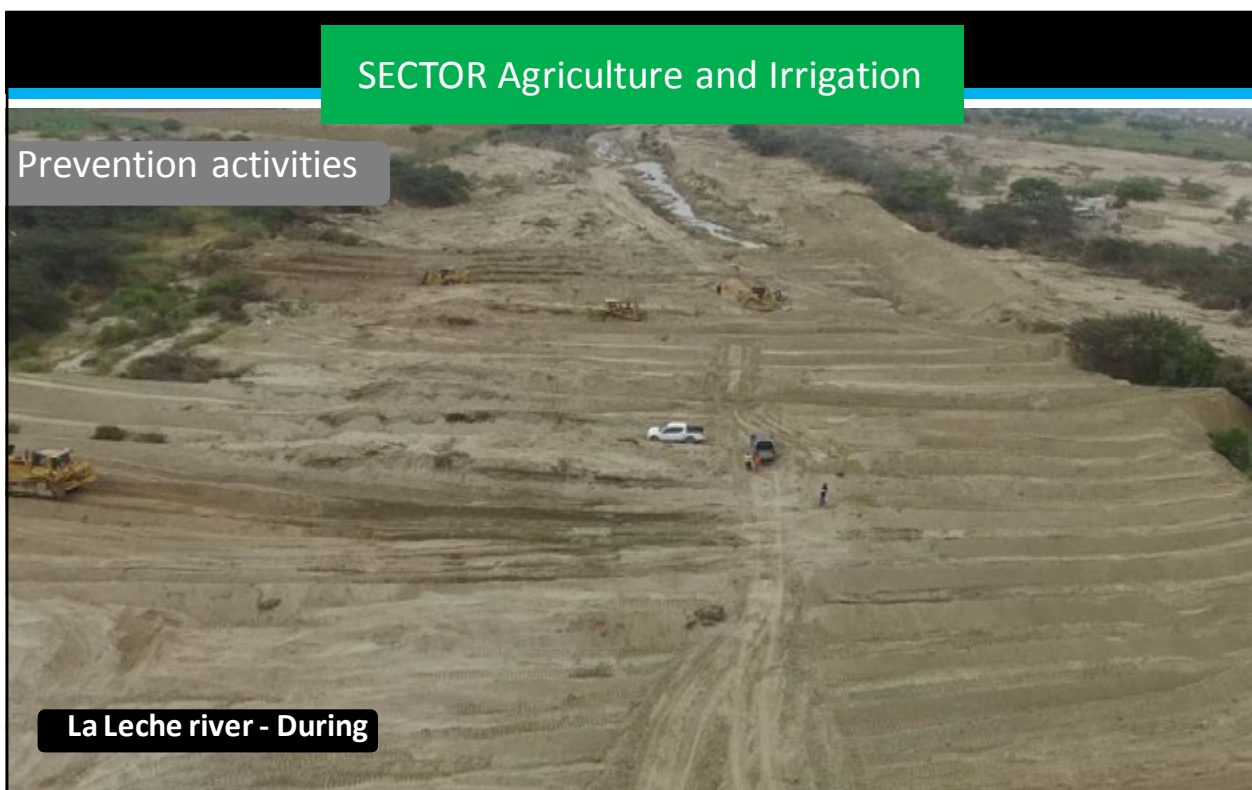 SECTOR Agriculture and Irrigation
Prevention activities
La Leche river - During